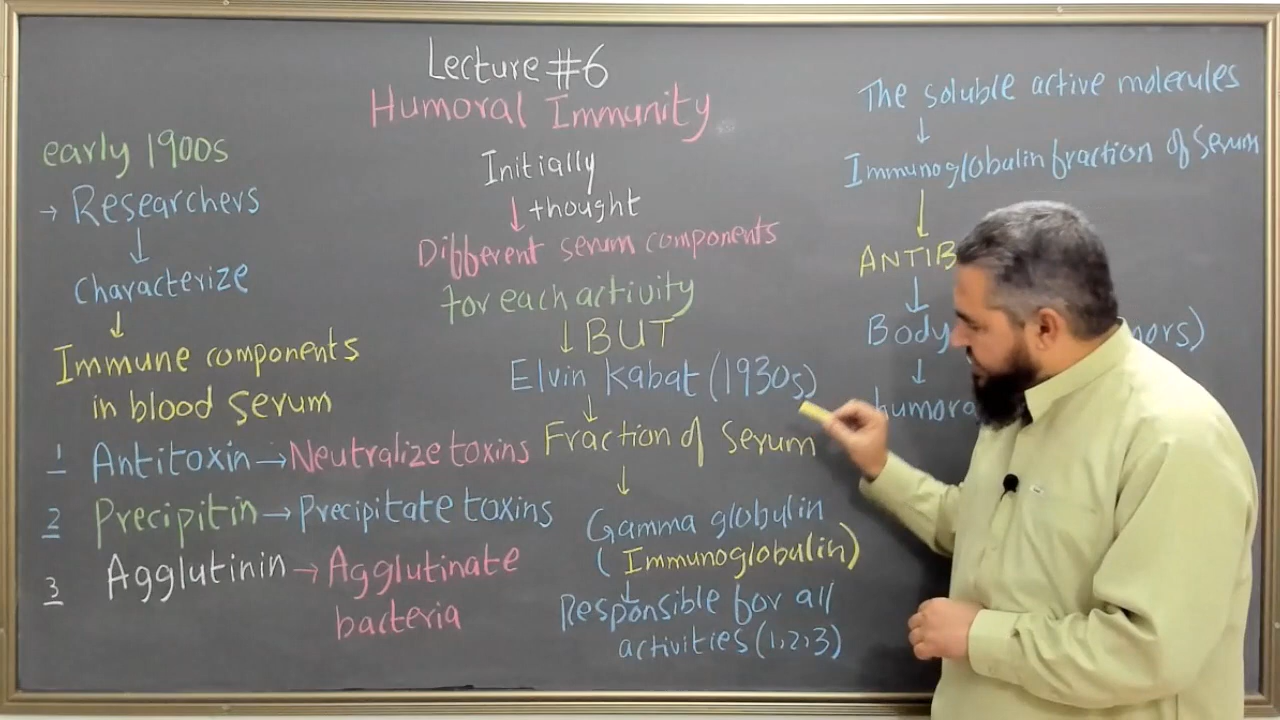 Lecture #6
Humoral Immunity
early 1900s
→ Researchers
↓
Characterize
↓
Immune components
in blood serum
1 Antitoxin → Neutralize toxins
2 Precipitin → Precipitate toxins
3 Agglutinin → Agglutinate
bacteria
Initially
↓ thought
Different serum components
for each activity
↓ BUT
Elvin Kabat (1930s)
↓
Fraction of serum
↓
Gamma globulin
(Immunoglobulin)
↓
Responsible for all
activities (1,2,3)
The soluble active molecules
↓
Immunoglobulin fraction of Serum
↓
ANTIB
↓
Body mors)
↓
humora